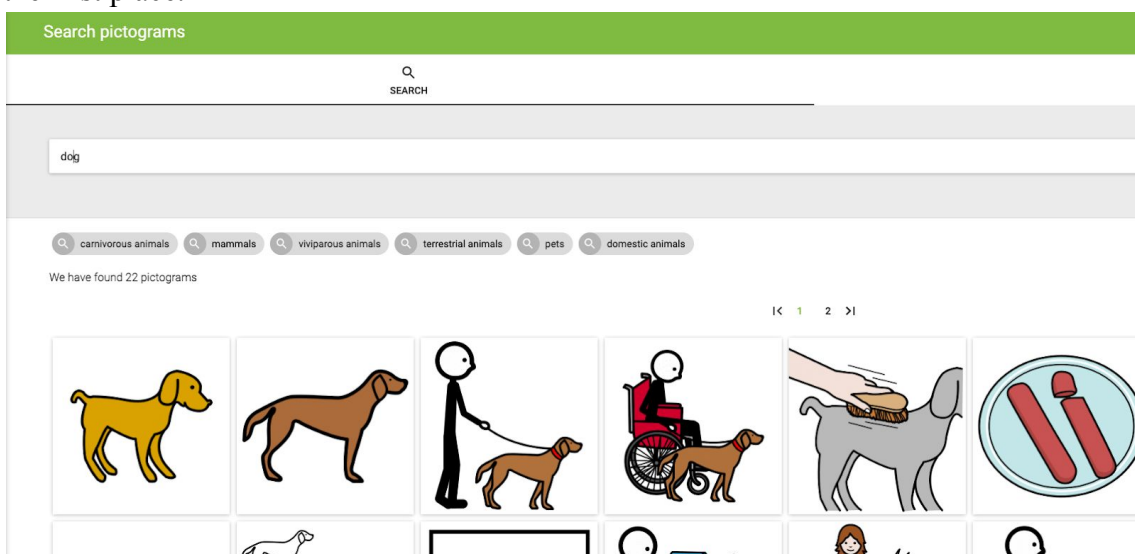 Search pictograms
SEARCH
dog
carnivorous animals mammals viviparous animals terrestrial animals pets domestic animals
We have found 22 pictograms
1 2